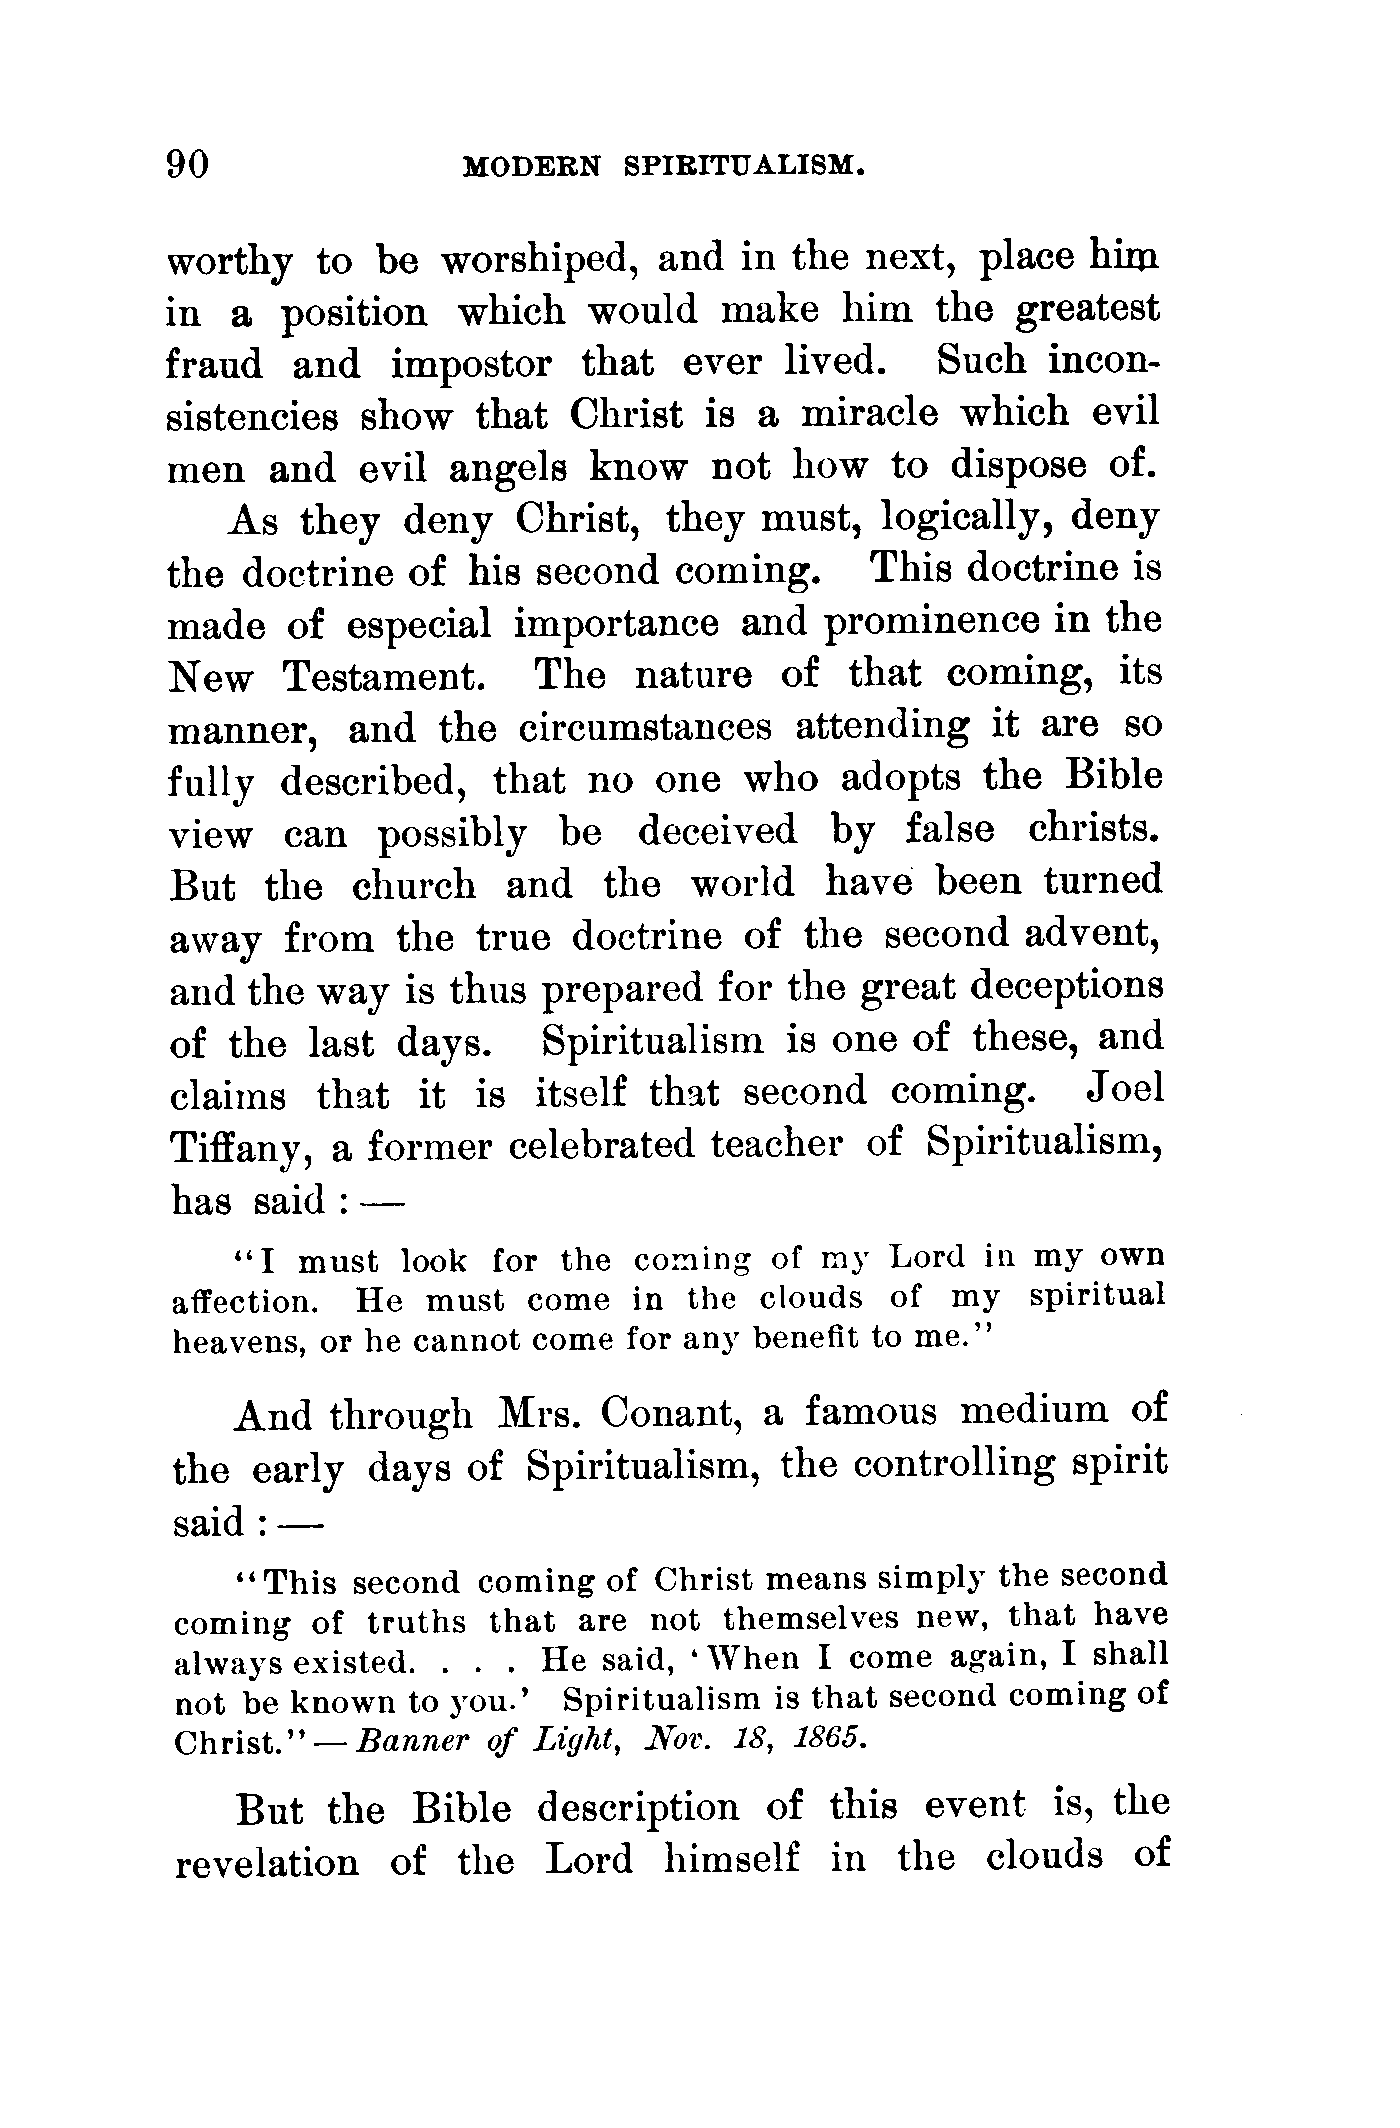 90 MODERN SPIRITUALISM.
worthy to be worshiped, and in the next, place him
in a position which would make him the greatest
fraud and impostor that ever lived. Such incon-
sistencies show that Christ is a miracle which evil
men and evil angels know not how to dispose of.
As they deny Christ, they must, logically, deny
the doctrine of his second coming. This doctrine is
made of especial importance and prominence in the
New Testament. The nature of that coming, its
manner, and the circumstances attending it are so
fully described, that no one who adopts the Bible
view can possibly be deceived by false christs.
But the church and the world have been turned
away from the true doctrine of the second advent,
and the way is thus prepared for the great deceptions
of the last days. Spiritualism is one of these, and
claims that it is itself that second coming. Joel
Tiffany, a former celebrated teacher of Spiritualism,
has said : —
“I must look for the coming of my Lord in my own
affection. He must come in the clouds of my spiritual
heavens, or he cannot come for any benefit to me.”
And through Mrs. Conant, a famous medium of
the early days of Spiritualism, the controlling spirit
said : —
“This second coming of Christ means simply the second
coming of truths that are not themselves new, that have
always existed. . . . He said, ‘When I come again, I shall
not be known to you.’ Spiritualism is that second coming of
Christ.” — Banner of Light, Nov. 18, 1865.
But the Bible description of this event is, the
revelation of the Lord himself in the clouds of